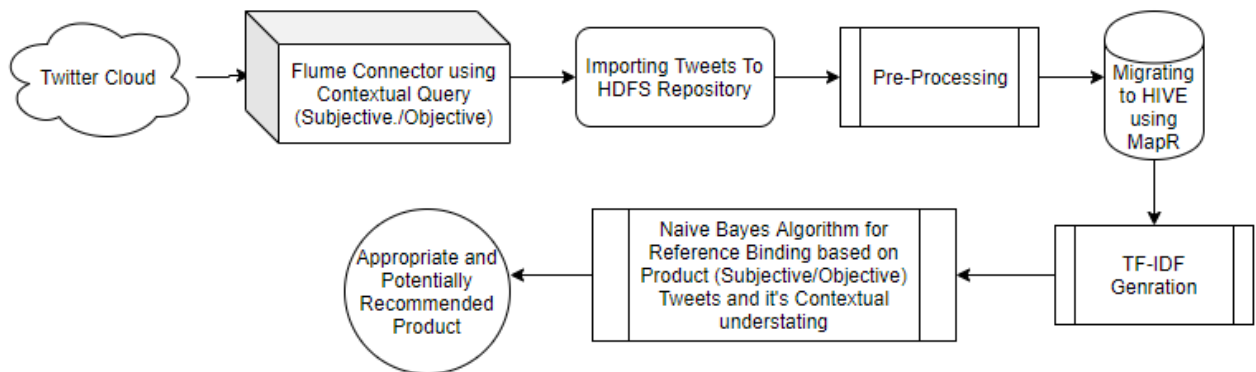 Twitter Cloud
Flume Connector using
Contextual Query
(Subjective./Objective)
Importing Tweets To
HDFS Repository
Pre-Processing
Migrating
to HIVE
using
MapR
TF-IDF
Genration
Naive Bayes Algorithm for
Reference Binding based on
Product (Subjective/Objective)
Tweets and it's Contextual
understating
Appropriate and
Potentially
Recommended
Product